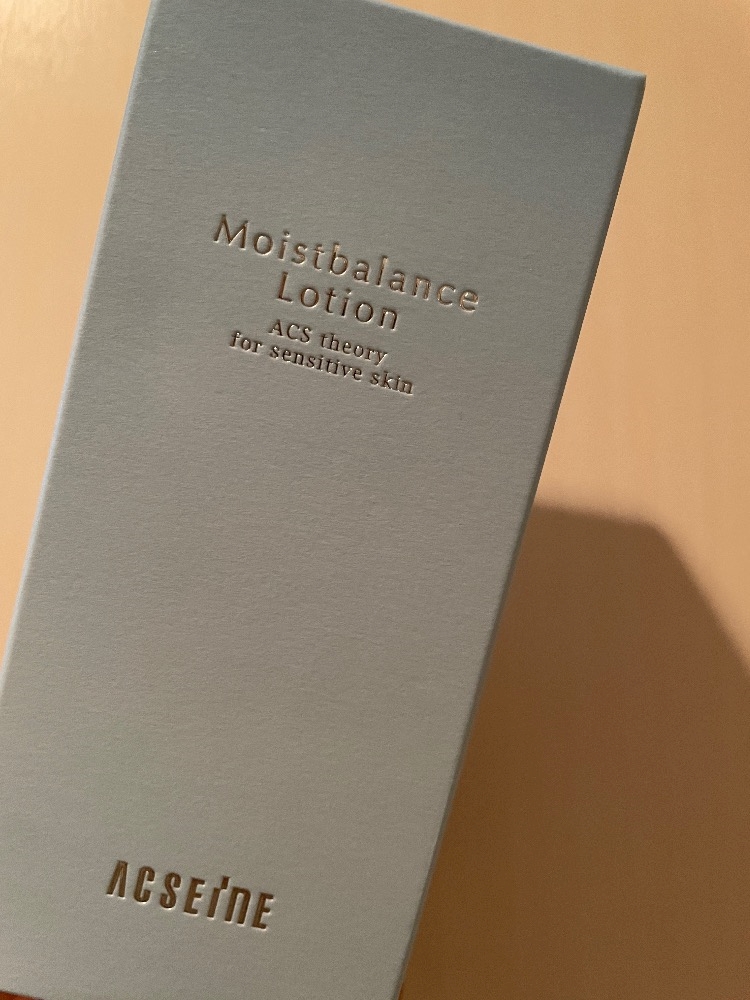 Moistbalance
Lotion
ACS theory
for sensitive skin
ACSEINE